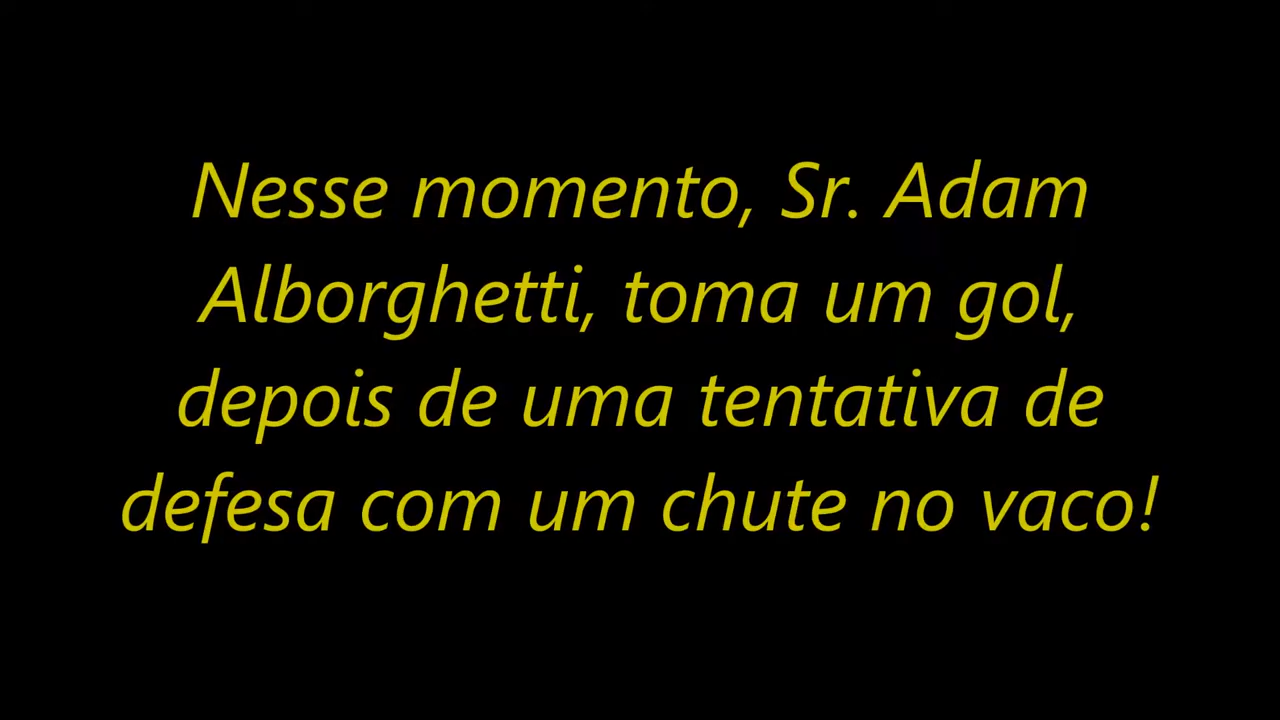 Nesse momento, Sr. Adam
Alborghetti, toma um gol,
depois de uma tentativa de
defesa com um chute no vaco!